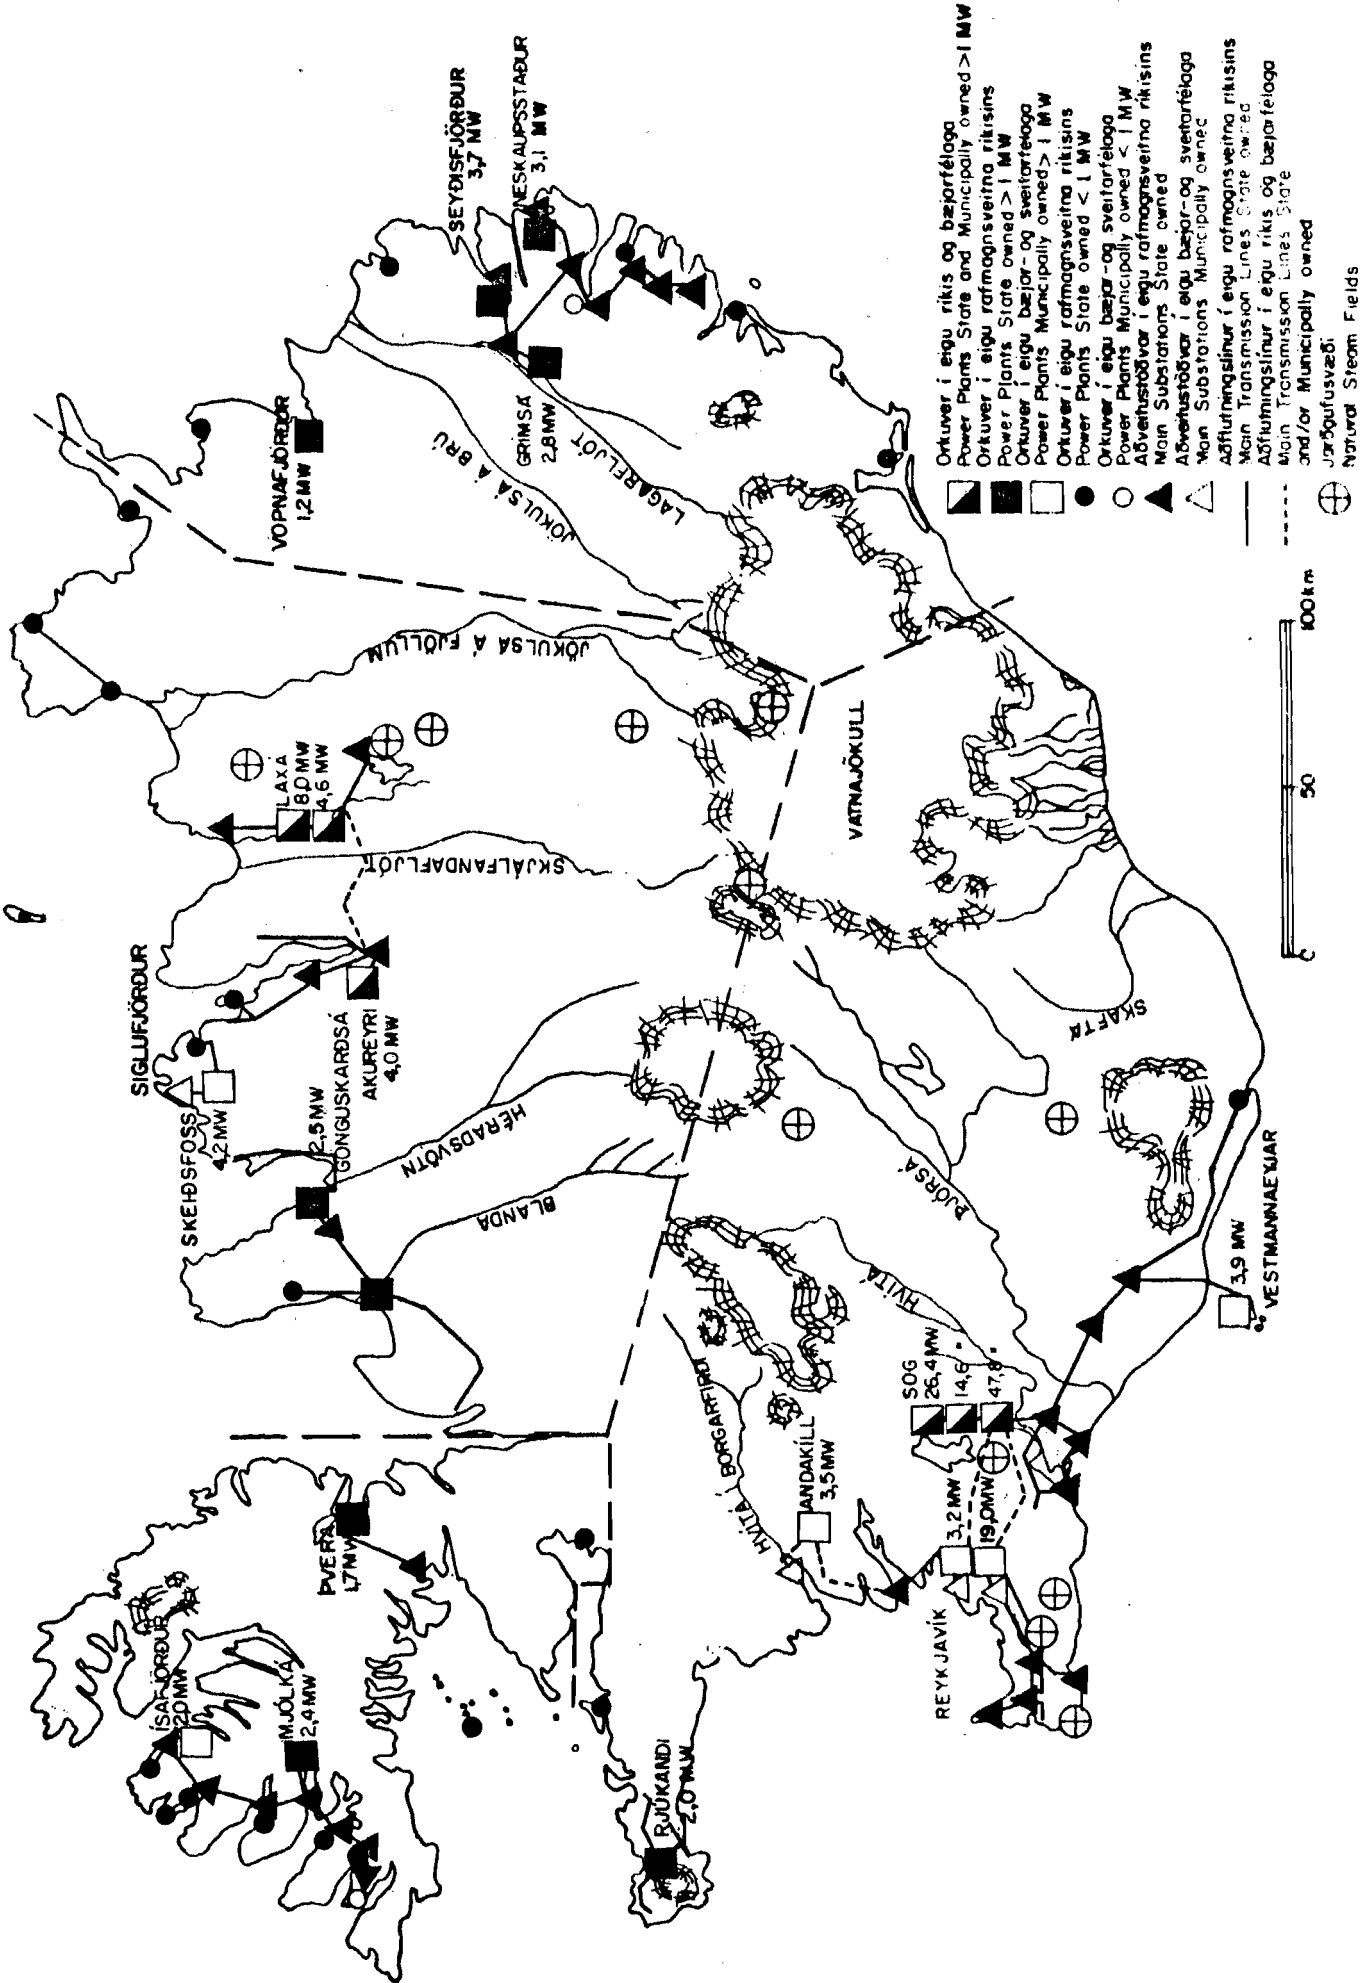 SEYÐISFJÖRÐUR
3,7 MW
NESKAUPSSTAÐUR
3,1 MW
VOPNAFJÖRÐUR
1,2 MW
GRÍMSÁ
2,8 MW
LAGARFLJÓT
JÖKULSÁ Á BRÚ
JÖKULSÁ Á FJÖLLUM
LAXÁ
8,0 MW
4,6 MW
SKJÁLFANDAFLJÓT
VATNAJÖKULL
SIGLUFJÖRÐUR
SKEIÐSFOSS
4,2 MW
AKUREYRI
4,0 MW
2,5 MW
GÖNGUSKARÐSÁ
HÉRAÐSVÖTN
BLANDA
SKAFTÁ
ÞJÓRSÁ
HVÍTÁ
VESTMANNAEYJAR
3,9 MW
SOG
26,4 MW
14,6 "
47,8 "
HVÍTÁ Í BORGARFIRÐI
ANDAKÍLL
3,5 MW
3,2 MW
19,0 MW
REYKJAVÍK
ÞVERÁ
1,7 MW
ÍSAFJÖRÐUR
2,0 MW
MJÓLKÁ
2,4 MW
RJÚKANDI
2,0 MW
Orkuver í eigu ríkis og bæjarfélaga
Power Plants State and Municipally owned >1 MW
Orkuver í eigu rafmagnsveitna ríkisins
Power Plants State owned > 1 MW
Orkuver í eigu bæjar-og sveitarfélaga
Power Plants Municipally owned > 1 MW
Orkuver í eigu rafmagnsveitna ríkisins
Power Plants State owned < 1 MW
Orkuver í eigu bæjar-og sveitarfélaga
Power Plants Municipally owned < 1 MW
Aðveitustöðvar í eigu rafmagnsveitna ríkisins
Main Substations State owned
Aðveitustöðvar í eigu bæjar-og sveitarfélaga
Main Substations Municipally owned
Aðflutningslínur í eigu rafmagnsveitna ríkisins
Main Transmission Lines State owned
Aðflutningslínur í eigu ríkis og bæjarfélaga
Main Transmission Lines State
and/or Municipally owned
Jarðgufusvæði
Natural Steam Fields
0
50
100 km